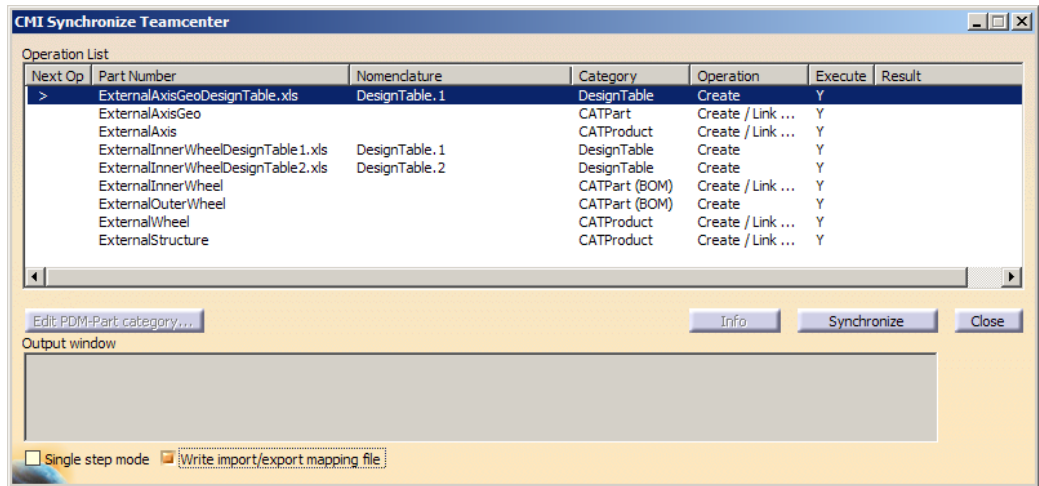 CMI Synchronize Teamcenter
Operation List
Next Op Part Number Nomenclature Category Operation Execute Result
> ExternalAxisGeoDesignTable.xls DesignTable.1 DesignTable Create Y
ExternalAxisGeo CATPart Create / Link ... Y
ExternalAxis CATProduct Create / Link ... Y
ExternalInnerWheelDesignTable1.xls DesignTable.1 DesignTable Create Y
ExternalInnerWheelDesignTable2.xls DesignTable.2 DesignTable Create Y
ExternalInnerWheel CATPart (BOM) Create / Link ... Y
ExternalOuterWheel CATPart (BOM) Create Y
ExternalWheel CATProduct Create / Link ... Y
ExternalStructure CATProduct Create / Link ... Y
Edit PDM-Part category... Info Synchronize Close
Output window
Single step mode Write import/export mapping file